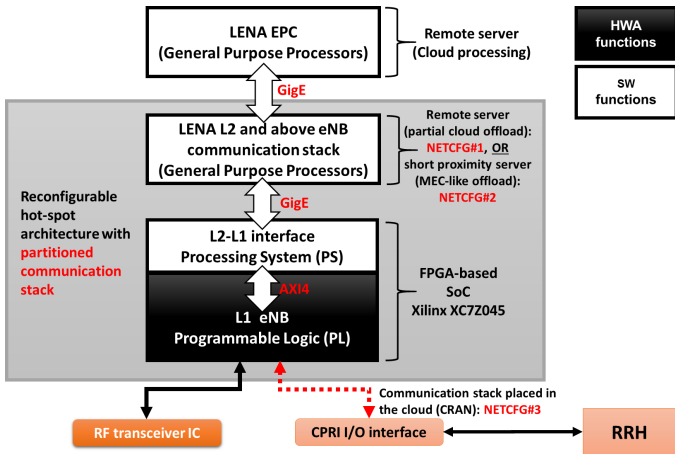 LENA EPC
(General Purpose Processors)
Remote server
(Cloud processing)
HWA
functions
SW
functions
GigE
LENA L2 and above eNB
communication stack
(General Purpose Processors)
Remote server
(partial cloud offload):
NETCFG#1, OR
short proximity server
(MEC-like offload):
NETCFG#2
Reconfigurable
hot-spot
architecture with
partitioned
communication
stack
GigE
L2-L1 interface
Processing System (PS)
AXI4
L1 eNB
Programmable Logic (PL)
FPGA-based
SoC
Xilinx XC7Z045
Communication stack placed in
the cloud (CRAN): NETCFG#3
RF transceiver IC
CPRI I/O interface
RRH